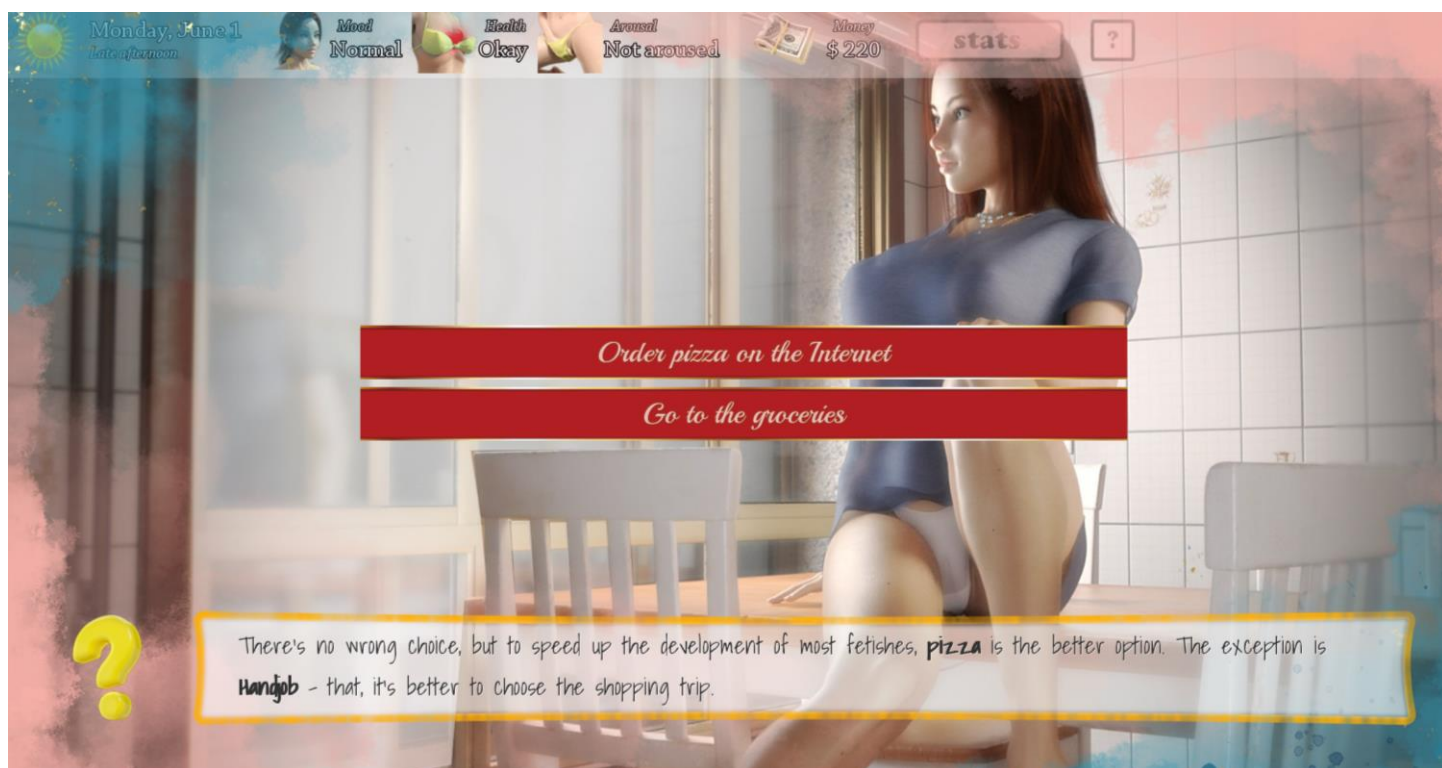 Monday, June 1
Late afternoon
Mood
Normal
Health
Okay
Arousal
Not aroused
Money
$ 220
stats
?
Order pizza on the Internet
Go to the groceries
There's no wrong choice, but to speed up the development of most fetishes, pizza is the better option. The exception is
Handjob - that, it's better to choose the shopping trip.